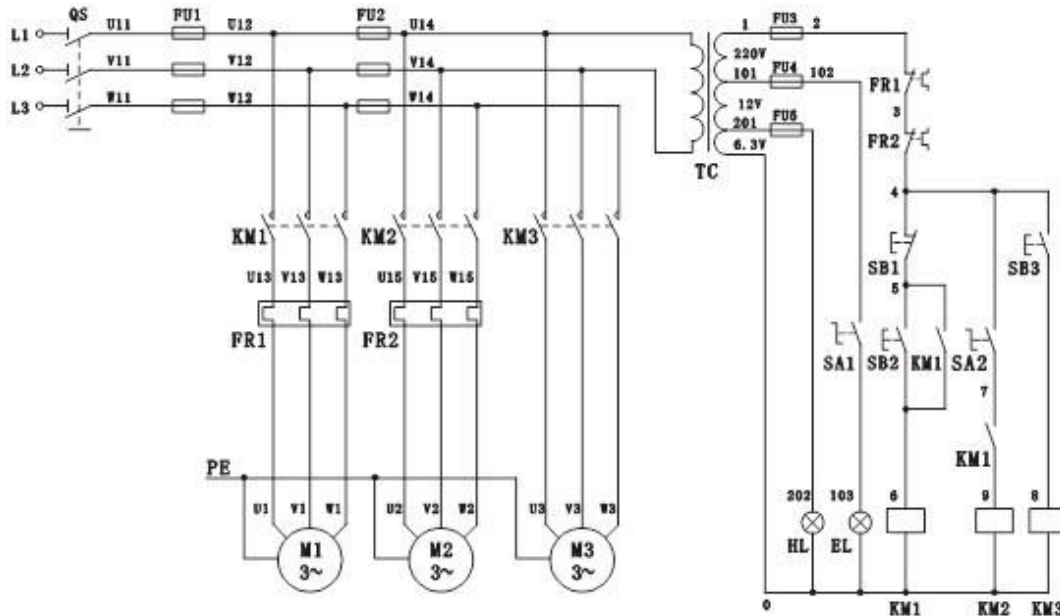 QS FU1 FU2
L1 U11 U12 U14 1 FU3 2
220V
L2 V11 V12 V14 101 FU4 102
FR1
12V
L3 W11 W12 W14 201 FU5 3
6.3V FR2
TC
4
KM1 KM2 KM3
SB1 SB3
U13 V13 W13 U15 V15 W15 5
FR1 FR2
SA1 SB2 KM1 SA2
7
KM1
PE
202 103 6 9 8
U1 V1 W1 U2 V2 W2 U3 V3 W3
M1 M2 M3
3~ 3~ 3~
HL EL
0 KM1 KM2 KM3